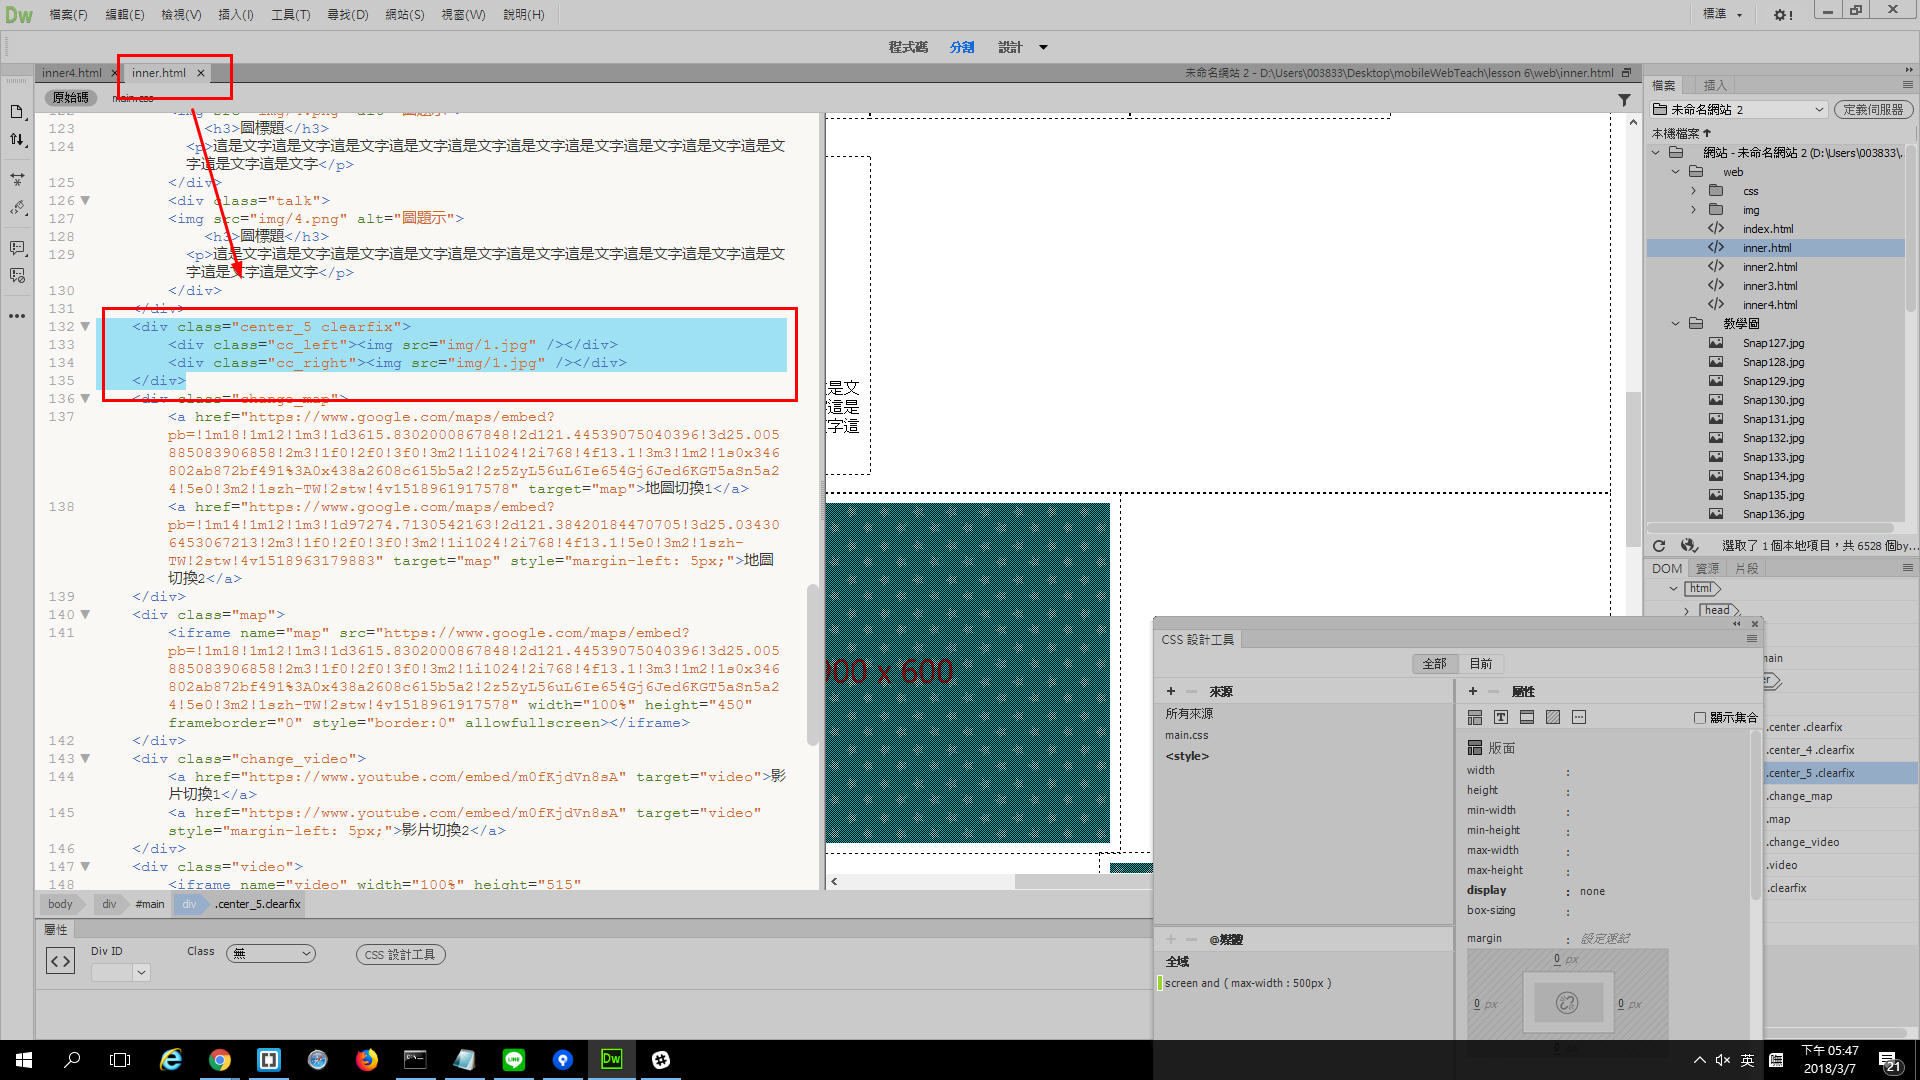 Dw 檔案(F) 編輯(E) 檢視(V) 插入(I) 工具(T) 尋找(D) 網站(S) 視窗(W) 說明(H) 標準
程式碼 分割 設計
inner4.html × inner.html × 未命名網站 2 - D:\Users\003833\Desktop\mobileWebTeach\lesson 6\web\inner.html
原始碼 main.css
123 <h3>圖標題</h3>
124 <p>這是文字這是文字這是文字這是文字這是文字這是文字這是文字這是文字這是文字這是文
字這是文字這是文字</p>
125 </div>
126 <div class="talk">
127 <img src="img/4.png" alt="圖題示">
128 <h3>圖標題</h3>
129 <p>這是文字這是文字這是文字這是文字這是文字這是文字這是文字這是文字這是文字這是文
字這是文字這是文字</p>
130 </div>
131 </div>
132 <div class="center_5 clearfix">
133 <div class="cc_left"><img src="img/1.jpg" /></div>
134 <div class="cc_right"><img src="img/1.jpg" /></div>
135 </div>
136 <div class="change_map">
137 <a href="https://www.google.com/maps/embed?
pb=!1m18!1m12!1m3!1d3615.8302000867848!2d121.44539075040396!3d25.005
885083906858!2m3!1f0!2f0!3f0!3m2!1i1024!2i768!4f13.1!3m3!1m2!1s0x346
802ab872bf491%3A0x438a2608c615b5a2!2z5ZyL56uL6Ie654Gj6Jed6KGT5aSn5a2
4!5e0!3m2!1szh-TW!2stw!4v1518961917578" target="map">地圖切換1</a>
138 <a href="https://www.google.com/maps/embed?
pb=!1m14!1m12!1m3!1d97274.7130542163!2d121.38420184470705!3d25.03430
6453067213!2m3!1f0!2f0!3f0!3m2!1i1024!2i768!4f13.1!5e0!3m2!1szh-
TW!2stw!4v1518963179883" target="map" style="margin-left: 5px;">地圖
切換2</a>
139 </div>
140 <div class="map">
141 <iframe name="map" src="https://www.google.com/maps/embed?
pb=!1m18!1m12!1m3!1d3615.8302000867848!2d121.44539075040396!3d25.005
885083906858!2m3!1f0!2f0!3f0!3m2!1i1024!2i768!4f13.1!3m3!1m2!1s0x346
802ab872bf491%3A0x438a2608c615b5a2!2z5ZyL56uL6Ie654Gj6Jed6KGT5aSn5a2
4!5e0!3m2!1szh-TW!2stw!4v1518961917578" width="100%" height="450"
frameborder="0" style="border:0" allowfullscreen></iframe>
142 </div>
143 <div class="change_video">
144 <a href="https://www.youtube.com/embed/m0fKjdVn8sA" target="video">影
片切換1</a>
145 <a href="https://www.youtube.com/embed/m0fKjdVn8sA" target="video"
style="margin-left: 5px;">影片切換2</a>
146 </div>
147 <div class="video">
148 <iframe name="video" width="100%" height="515"
body div #main div .center_5.clearfix
屬性
Div ID Class 無 CSS 設計工具
是文
這是
字這
00 x 600
檔案 插入
未命名網站 2 定義伺服器
本機檔案
網站 - 未命名網站 2 (D:\Users\003833\
web
css
img
index.html
inner.html
inner2.html
inner3.html
inner4.html
教學圖
Snap127.jpg
Snap128.jpg
Snap129.jpg
Snap130.jpg
Snap131.jpg
Snap132.jpg
Snap133.jpg
Snap134.jpg
Snap135.jpg
Snap136.jpg
選取了 1 個本地項目，共 6528 個by...
DOM 資源 片段
html
head
.center .clearfix
.center_4 .clearfix
.center_5 .clearfix
.change_map
.map
.change_video
.video
.clearfix
CSS 設計工具
全部 目前
+ 來源
所有來源
main.css
<style>
@媒體
全域
screen and ( max-width : 500px )
+ 屬性
顯示集合
版面
width :
height :
min-width :
min-height :
max-width :
max-height :
display : none
box-sizing :
margin : 設定速記
0 px
0 px 0 px
英 下午 05:47
2018/3/7
21